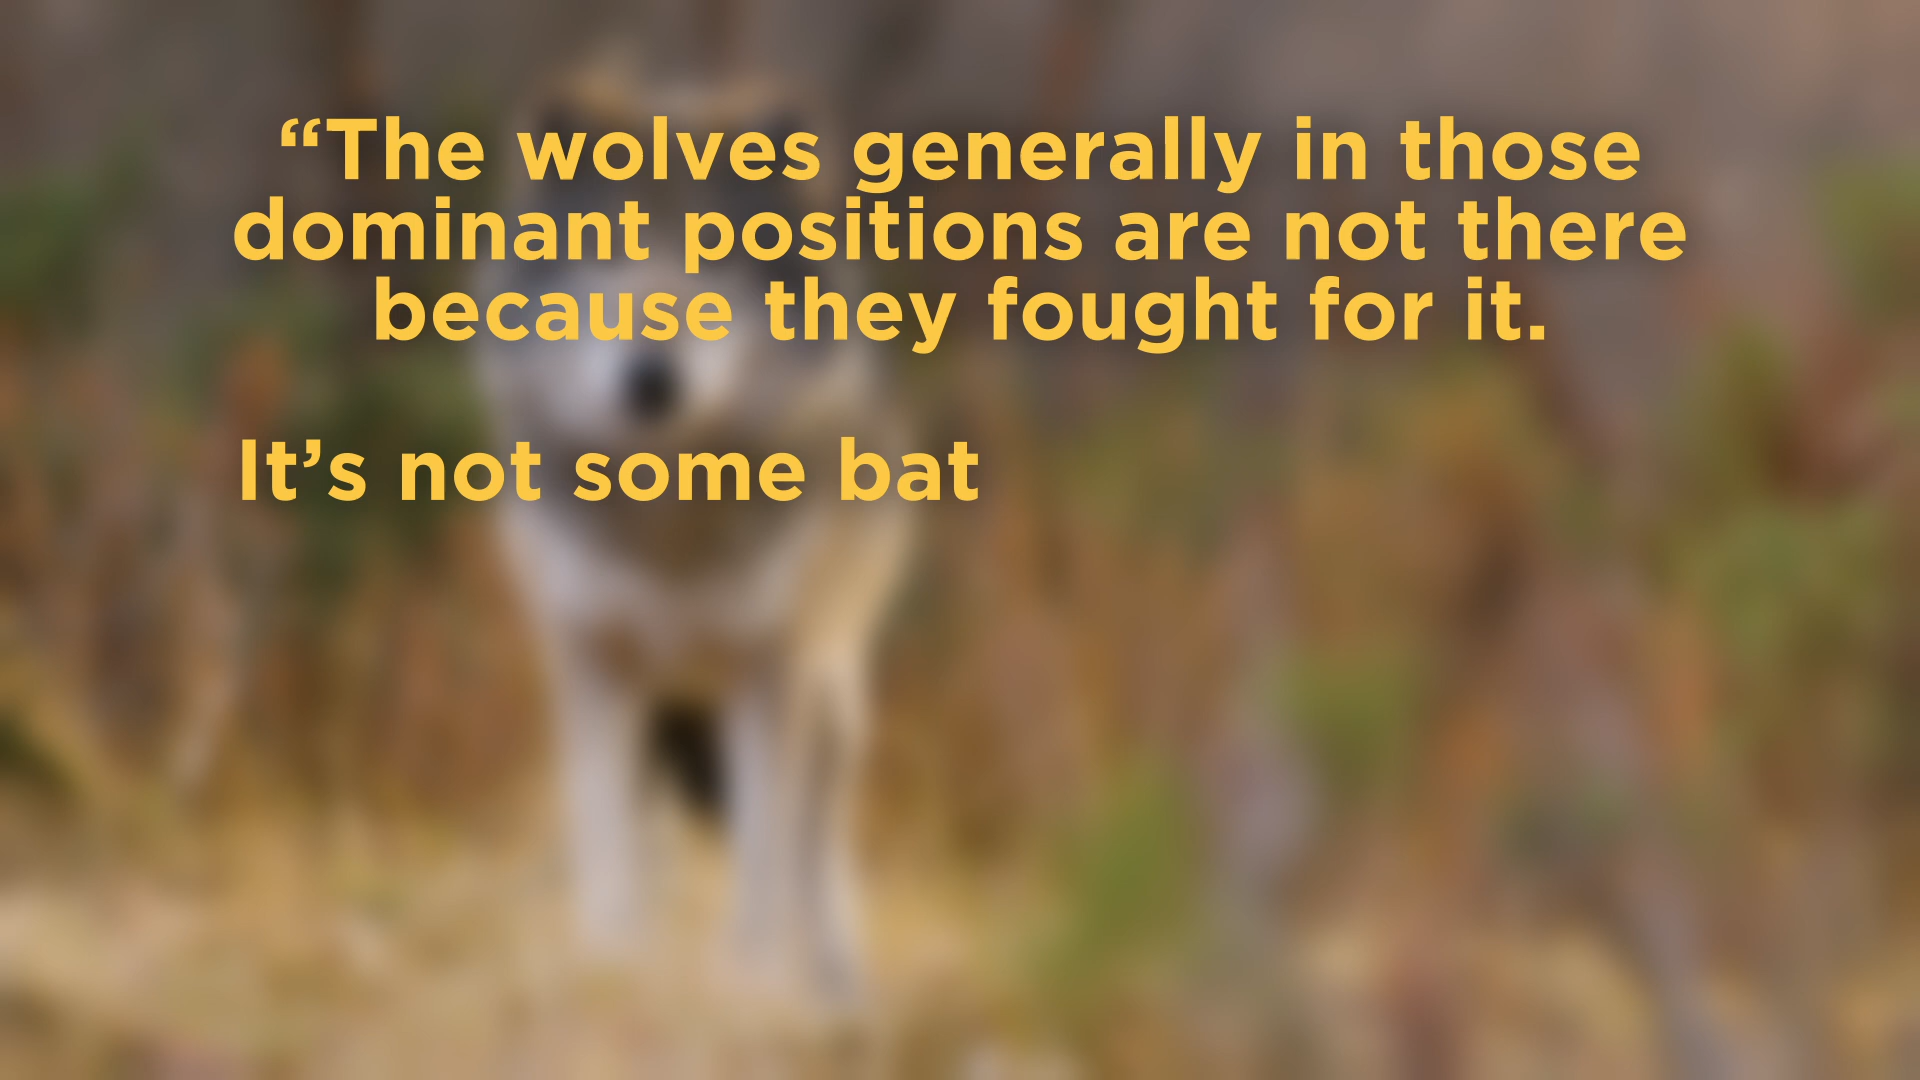 “The wolves generally in those
dominant positions are not there
because they fought for it.
It’s not some bat